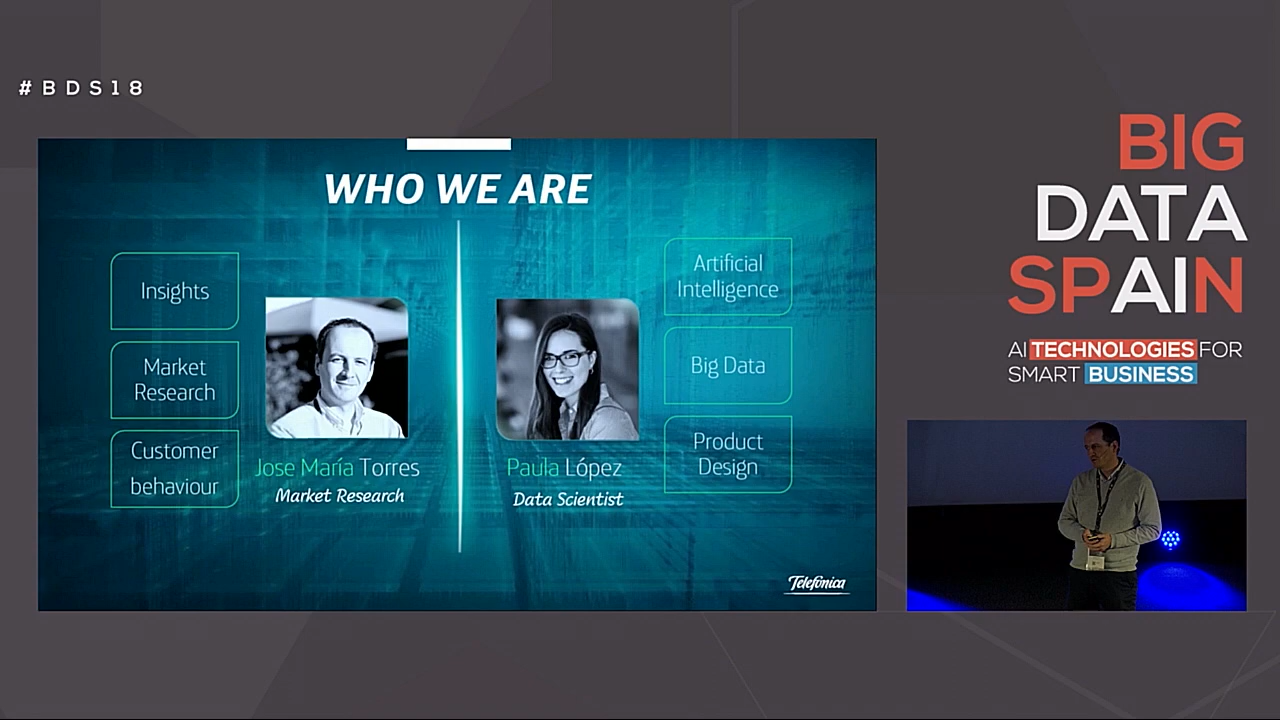 #BDS18
WHO WE ARE
Insights
Market
Research
Customer
behaviour
Jose María Torres
Market Research
Paula López
Data Scientist
Artificial
Intelligence
Big Data
Product
Design
Telefónica
BIG
DATA
SPAIN
AI TECHNOLOGIES FOR
SMART BUSINESS